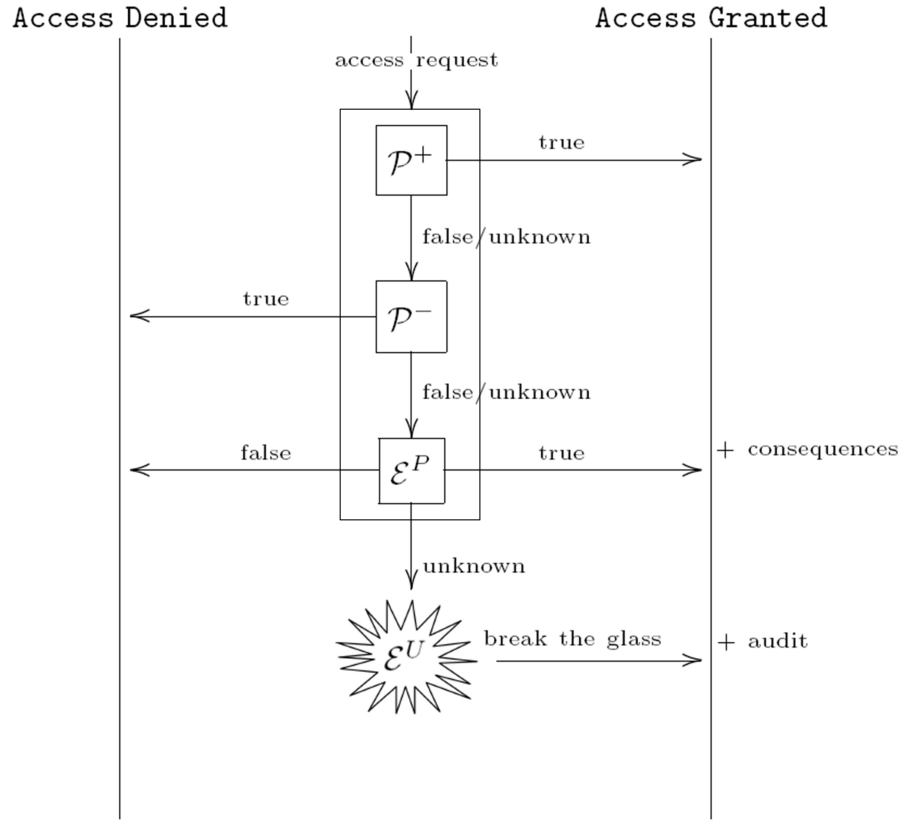 Access Denied
Access Granted
access request
𝒫⁺
true
false/unknown
true
𝒫⁻
false/unknown
false
ℰᴾ
true
+ consequences
unknown
ℰᵁ
break the glass
+ audit